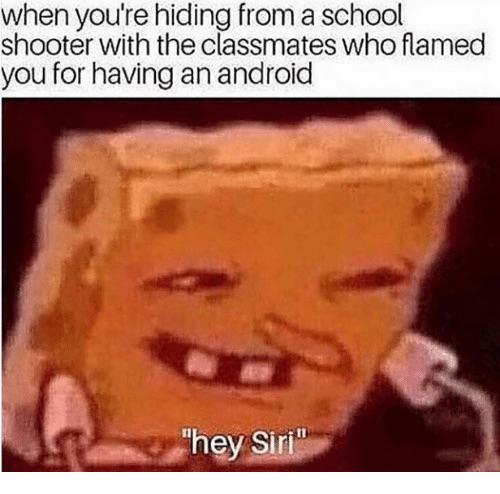 when you're hiding from a school
shooter with the classmates who flamed
you for having an android
"hey Siri"